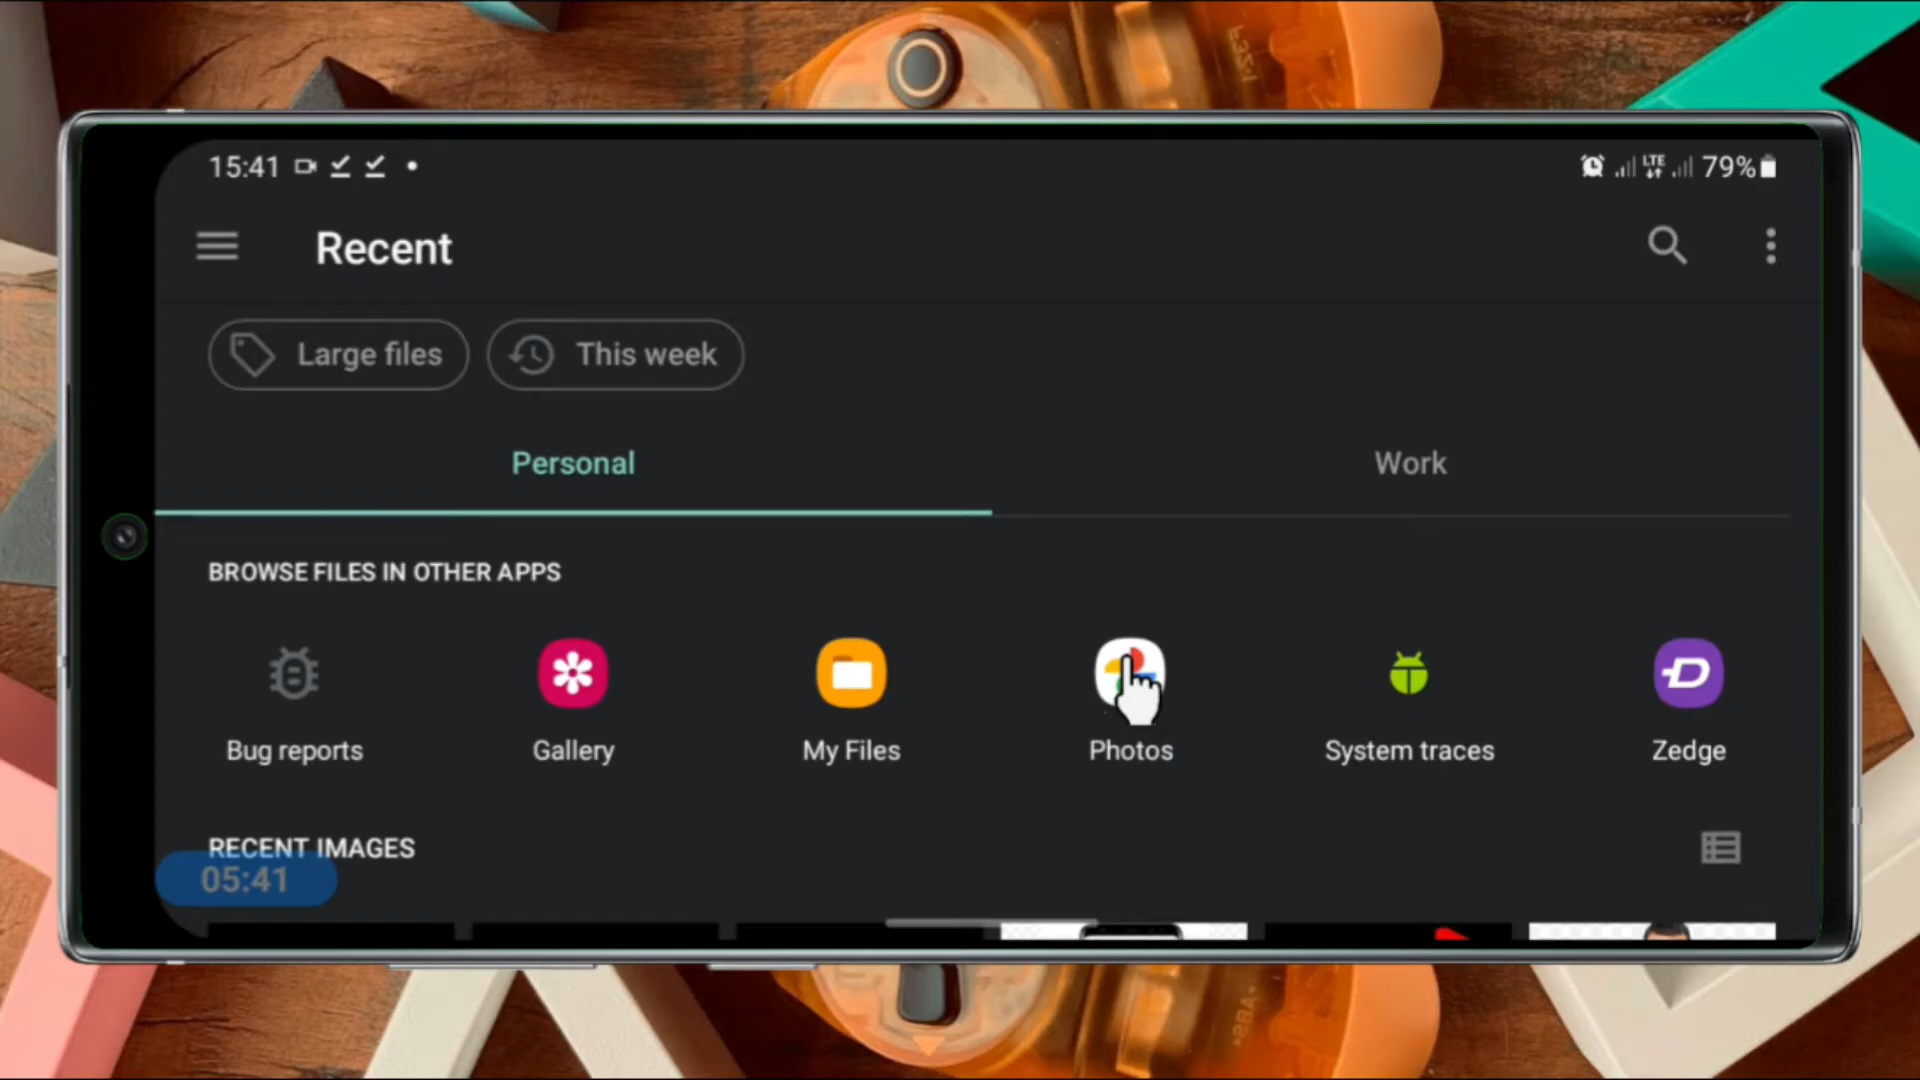 15:41
LTE
79%
Recent
Large files
This week
Personal
Work
BROWSE FILES IN OTHER APPS
Bug reports
Gallery
My Files
Photos
System traces
Zedge
RECENT IMAGES
05:41